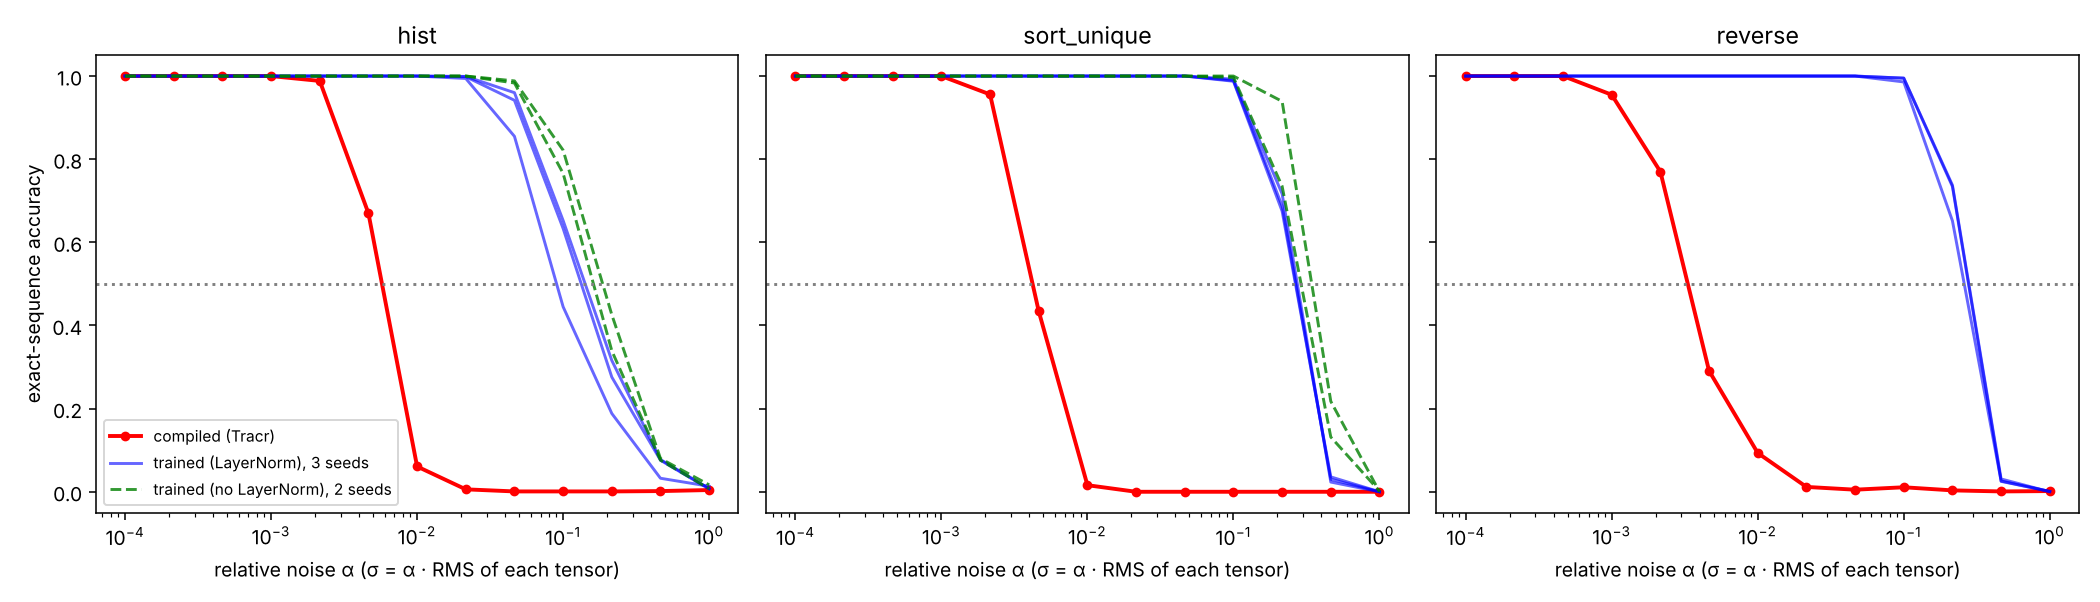 hist
sort_unique
reverse
exact-sequence accuracy
1.0
0.8
0.6
0.4
0.2
0.0
compiled (Tracr)
trained (LayerNorm), 3 seeds
trained (no LayerNorm), 2 seeds
10⁻⁴ 10⁻³ 10⁻² 10⁻¹ 10⁰
10⁻⁴ 10⁻³ 10⁻² 10⁻¹ 10⁰
10⁻⁴ 10⁻³ 10⁻² 10⁻¹ 10⁰
relative noise α (σ = α · RMS of each tensor)
relative noise α (σ = α · RMS of each tensor)
relative noise α (σ = α · RMS of each tensor)